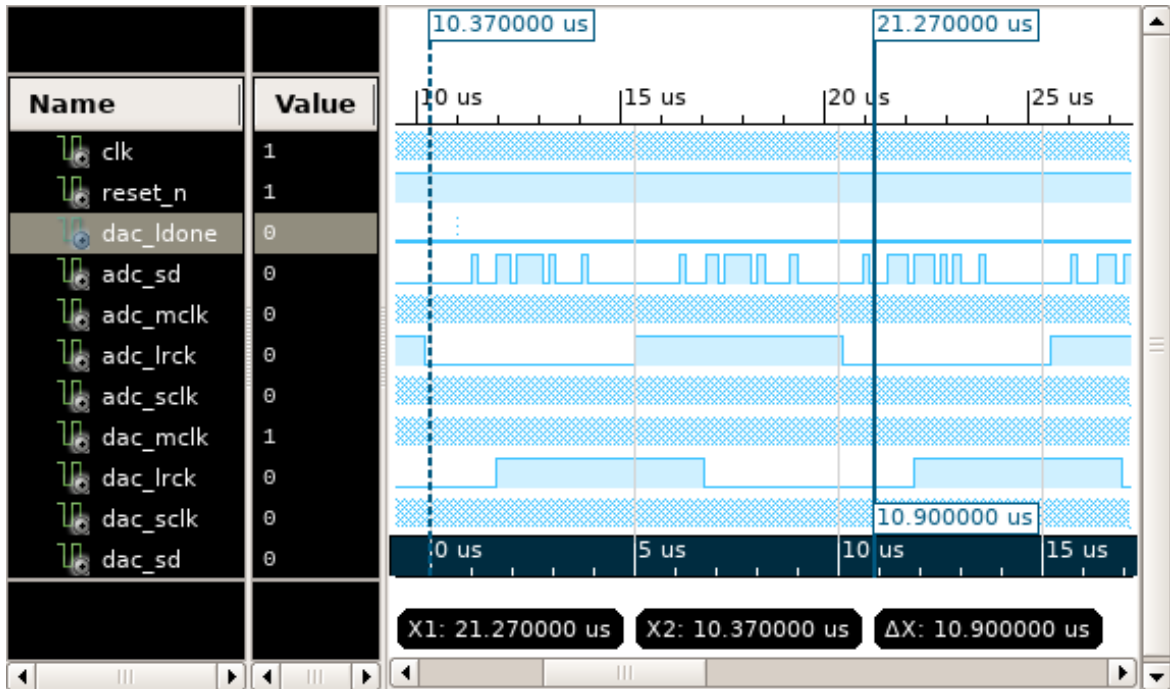 10.370000 us 21.270000 us
10 us 15 us 20 us 25 us
Name Value
clk 1
reset_n 1
dac_ldone 0
adc_sd 0
adc_mclk 0
adc_lrck 0
adc_sclk 0
dac_mclk 1
dac_lrck 0
dac_sclk 0
10.900000 us
dac_sd 0
0 us 5 us 10 us 15 us
X1: 21.270000 us X2: 10.370000 us ΔX: 10.900000 us